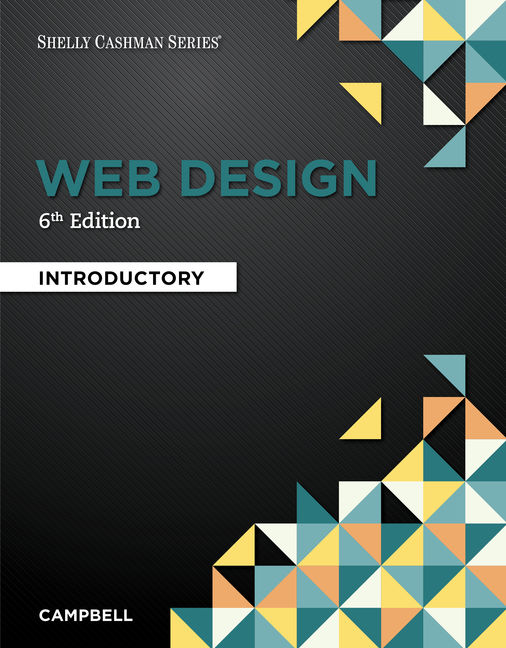 SHELLY CASHMAN SERIES®
WEB DESIGN
6th Edition
INTRODUCTORY
CAMPBELL